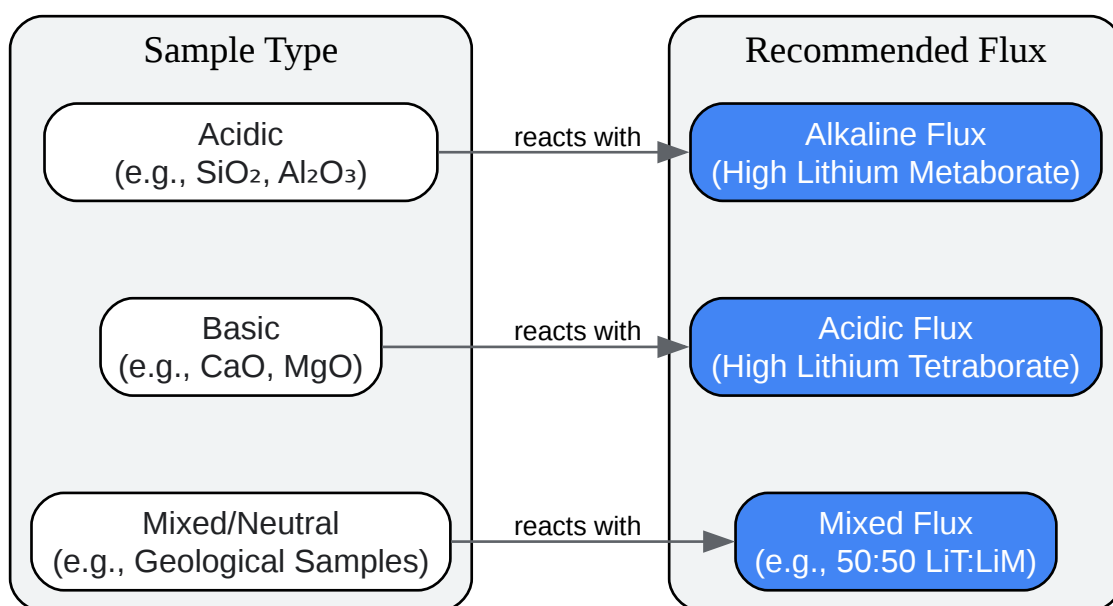 Sample Type
Recommended Flux
Acidic
(e.g., SiO₂, Al₂O₃)
reacts with
Alkaline Flux
(High Lithium Metaborate)
Basic
(e.g., CaO, MgO)
reacts with
Acidic Flux
(High Lithium Tetraborate)
Mixed/Neutral
(e.g., Geological Samples)
reacts with
Mixed Flux
(e.g., 50:50 LiT:LiM)